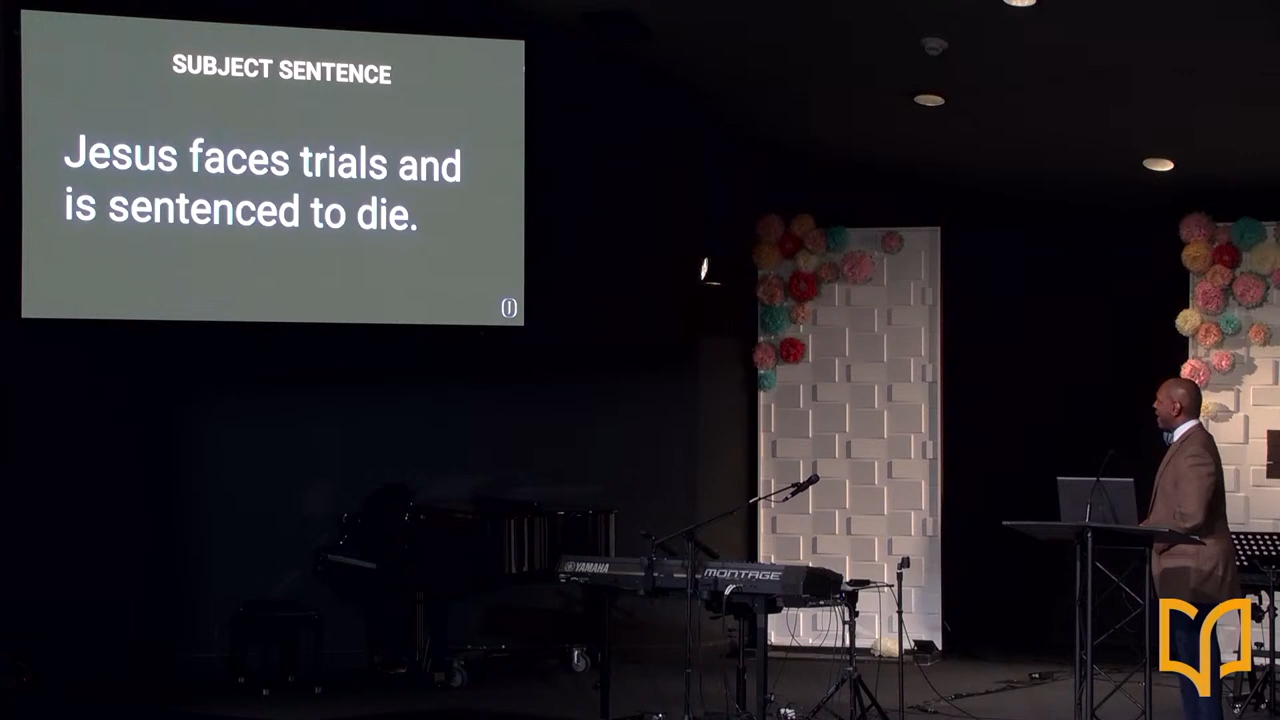 SUBJECT SENTENCE
Jesus faces trials and
is sentenced to die.
YAMAHA
MONTAGE